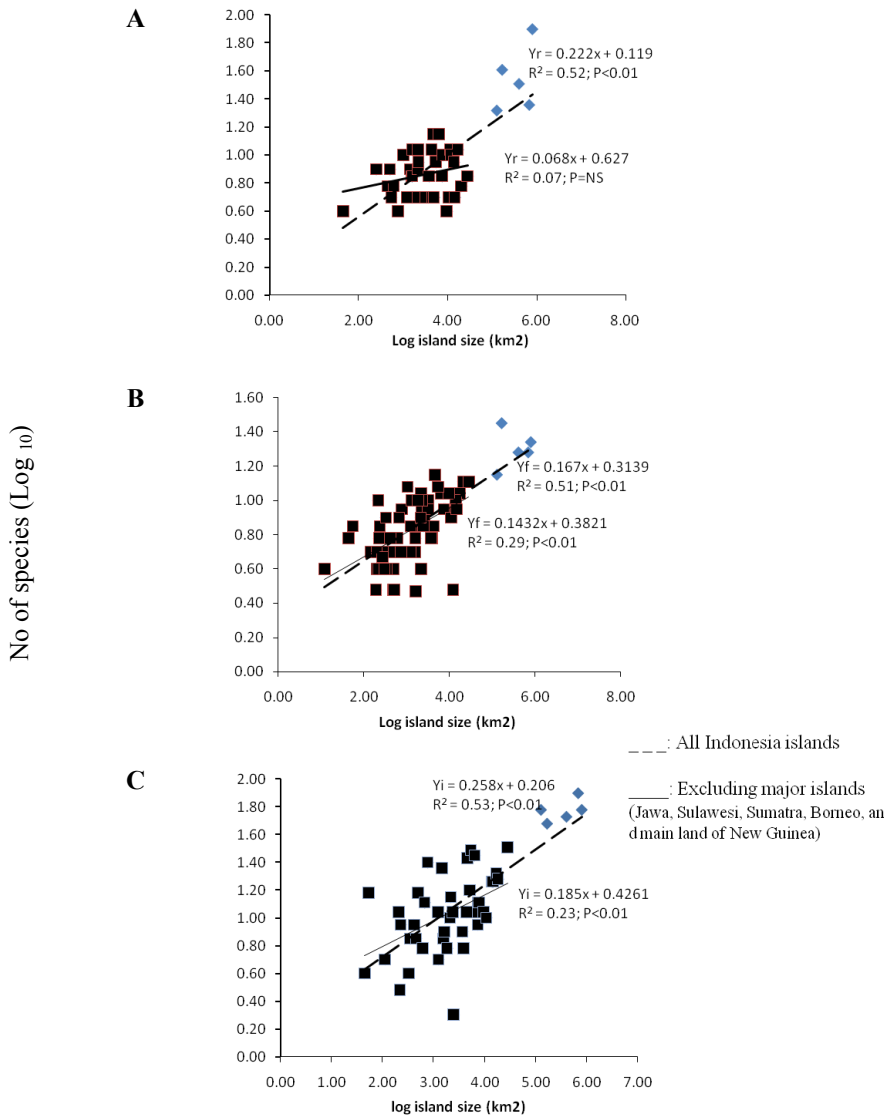 No of species (Log 10)
A
2.00
1.80
1.60
1.40
1.20
1.00
0.80
0.60
0.40
0.20
0.00
Yr = 0.222x + 0.119
R² = 0.52; P<0.01
Yr = 0.068x + 0.627
R² = 0.07; P=NS
0.00 2.00 4.00 6.00 8.00
Log island size (km2)
B
1.60
1.40
1.20
1.00
0.80
0.60
0.40
0.20
0.00
Yf = 0.167x + 0.3139
R² = 0.51; P<0.01
Yf = 0.1432x + 0.3821
R² = 0.29; P<0.01
0.00 2.00 4.00 6.00 8.00
Log island size (km2)
_ _ _: All Indonesia islands
____: Excluding major islands
(Jawa, Sulawesi, Sumatra, Borneo, an
d main land of New Guinea)
C
2.00
1.80
1.60
1.40
1.20
1.00
0.80
0.60
0.40
0.20
0.00
Yi = 0.258x + 0.206
R² = 0.53; P<0.01
Yi = 0.185x + 0.4261
R² = 0.23; P<0.01
0.00 1.00 2.00 3.00 4.00 5.00 6.00 7.00
log island size (km2)